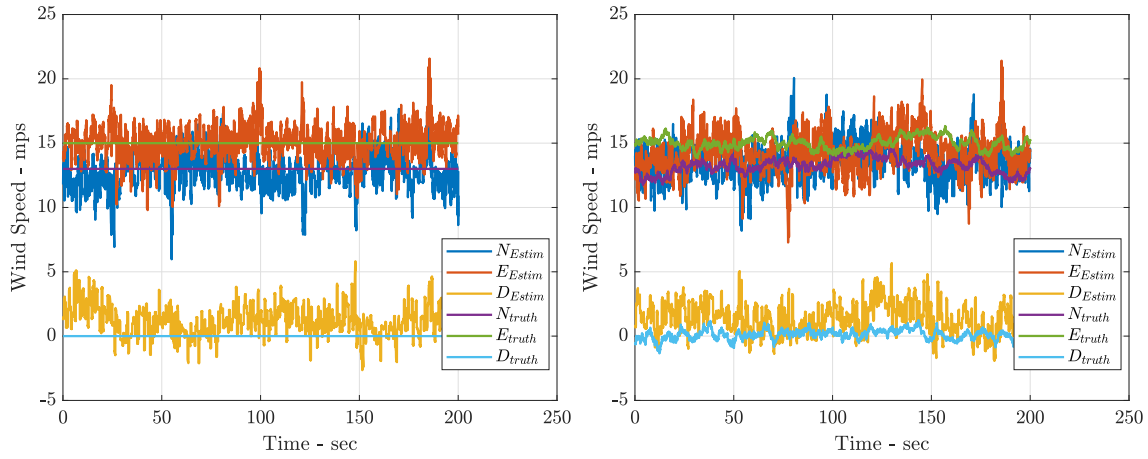 25
20
15
10
5
0
-5
Wind Speed - mps
0
50
100
150
200
250
Time - sec
N_Estim
E_Estim
D_Estim
N_truth
E_truth
D_truth
25
20
15
10
5
0
-5
Wind Speed - mps
0
50
100
150
200
250
Time - sec
N_Estim
E_Estim
D_Estim
N_truth
E_truth
D_truth